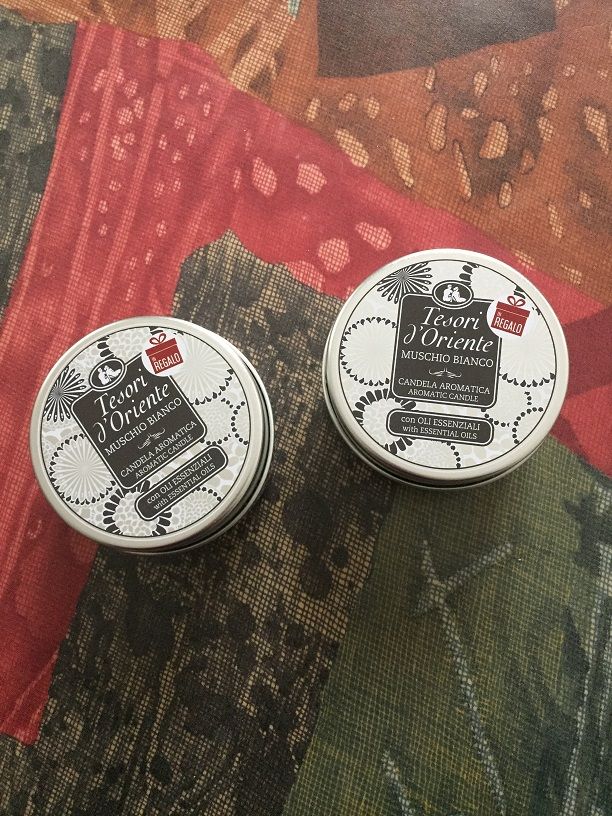 Tesori
d'Oriente
MUSCHIO BIANCO
CANDELA AROMATICA
AROMATIC CANDLE
con OLI ESSENZIALI
with ESSENTIAL OILS
IN
REGALO
Tesori
d'Oriente
MUSCHIO BIANCO
CANDELA AROMATICA
AROMATIC CANDLE
con OLI ESSENZIALI
with ESSENTIAL OILS
IN
REGALO